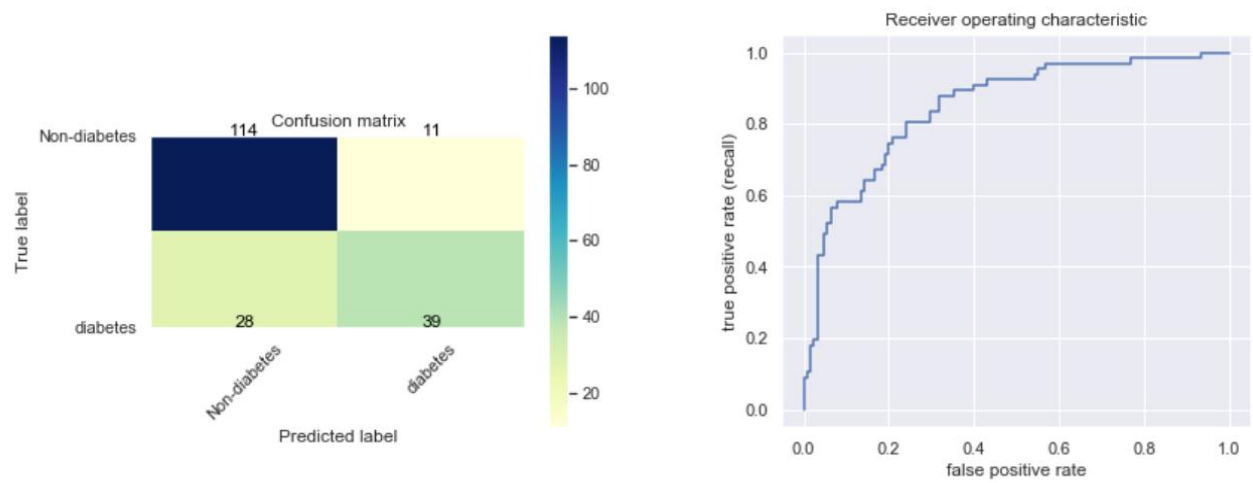 Confusion matrix
114 11
28 39
Non-diabetes
diabetes
True label
Non-diabetes
diabetes
Predicted label
100
80
60
40
20
Receiver operating characteristic
1.0
0.8
0.6
0.4
0.2
0.0
true positive rate (recall)
0.0 0.2 0.4 0.6 0.8 1.0
false positive rate